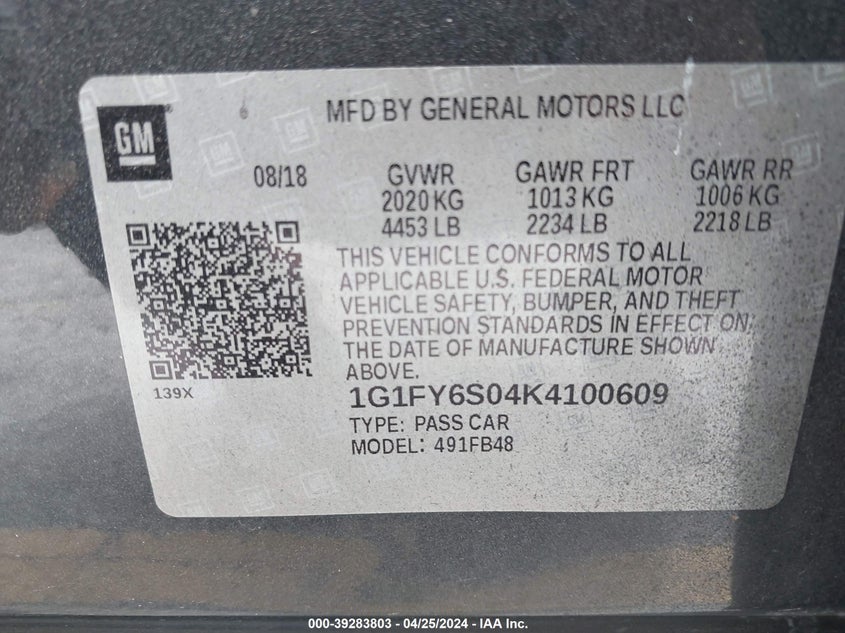 GM
®
6
MFD BY GENERAL MOTORS LLC
08/18
GVWR
2020 KG
4453 LB
GAWR FRT
1013 KG
2234 LB
GAWR RR
1006 KG
2218 LB
THIS VEHICLE CONFORMS TO ALL
APPLICABLE U.S. FEDERAL MOTOR
VEHICLE SAFETY, BUMPER, AND THEFT
PREVENTION STANDARDS IN EFFECT ON
THE DATE OF MANUFACTURE SHOWN
ABOVE.
139X
1G1FY6S04K4100609
TYPE: PASS CAR
MODEL: 491FB48
000-39283803 - 04/25/2024 - IAA Inc.